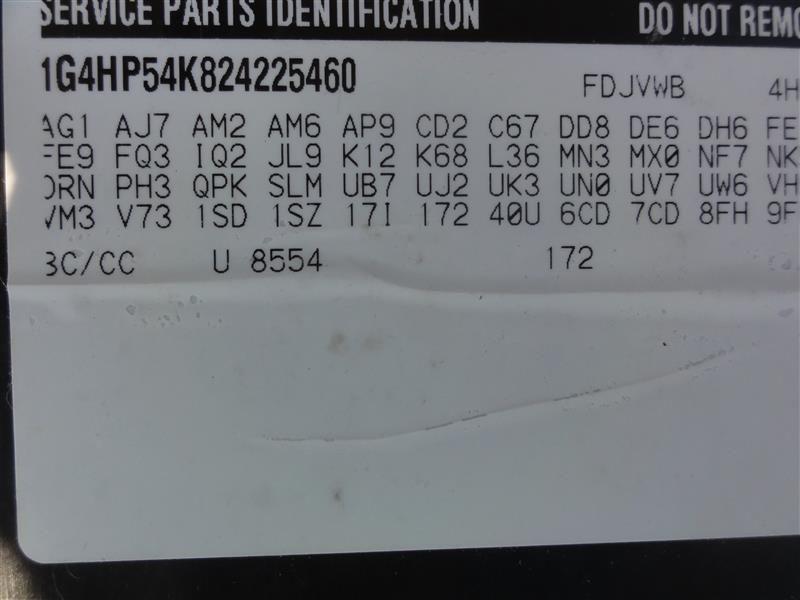 SERVICE PARTS IDENTIFICATION DO NOT REMO
1G4HP54K824225460 FDJVWB 4H
AG1 AJ7 AM2 AM6 AP9 CD2 C67 DD8 DE6 DH6 FE
FE9 FQ3 IQ2 JL9 K12 K68 L36 MN3 MX0 NF7 NK
ORN PH3 QPK SLM UB7 UJ2 UK3 UN0 UV7 UW6 VH
VM3 V73 1SD 1SZ 17I 172 40U 6CD 7CD 8FH 9F
BC/CC U 8554 172